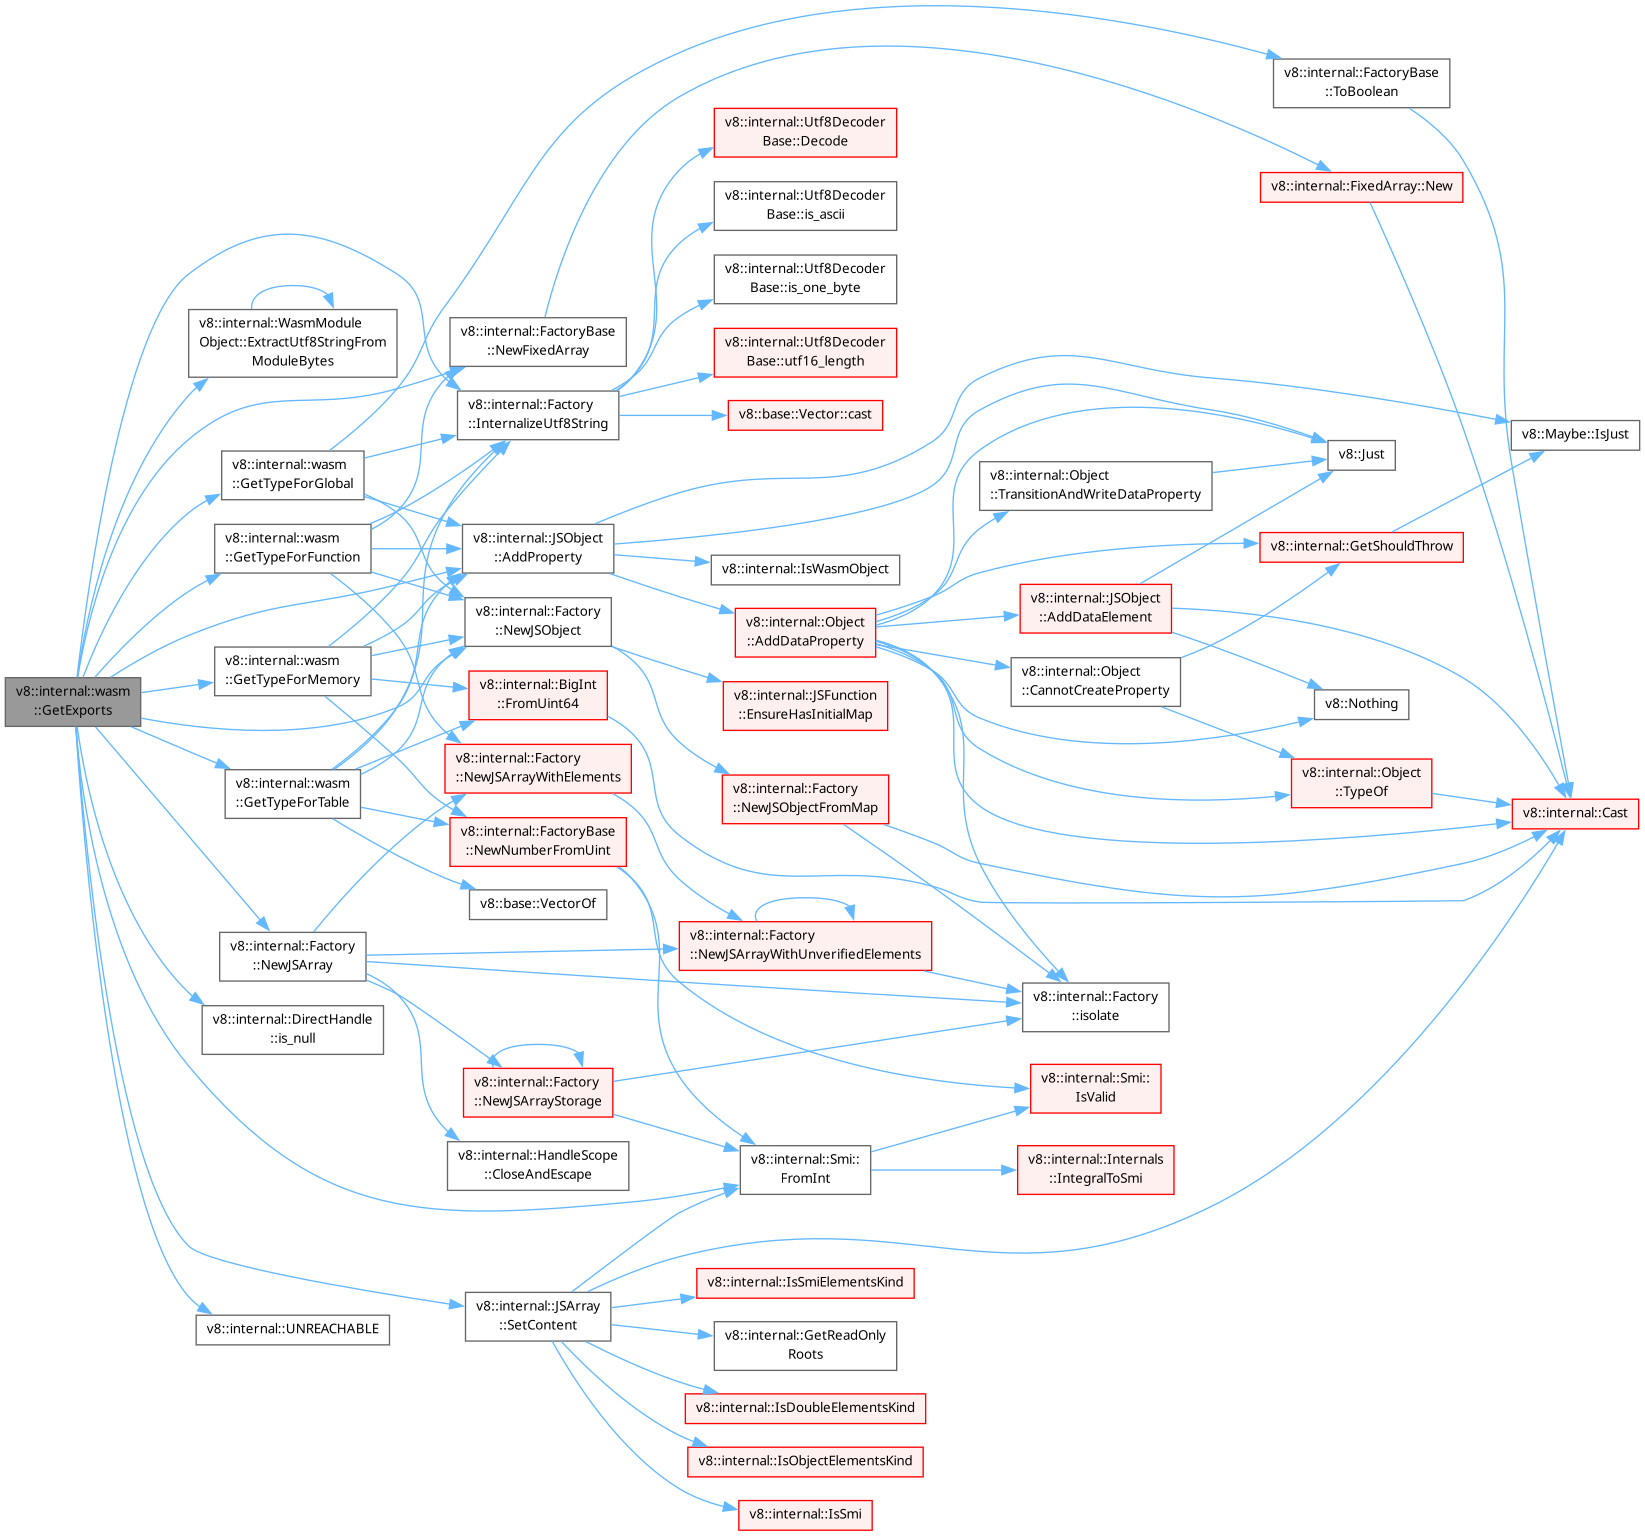 v8::internal::wasm
::GetExports
v8::internal::WasmModule
Object::ExtractUtf8StringFrom
ModuleBytes
v8::internal::wasm
::GetTypeForGlobal
v8::internal::wasm
::GetTypeForFunction
v8::internal::wasm
::GetTypeForMemory
v8::internal::wasm
::GetTypeForTable
v8::internal::Factory
::NewJSArray
v8::internal::DirectHandle
::is_null
v8::internal::UNREACHABLE
v8::internal::FactoryBase
::NewFixedArray
v8::internal::Factory
::InternalizeUtf8String
v8::internal::JSObject
::AddProperty
v8::internal::Factory
::NewJSObject
v8::internal::BigInt
::FromUint64
v8::internal::Factory
::NewJSArrayWithElements
v8::internal::FactoryBase
::NewNumberFromUint
v8::base::VectorOf
v8::internal::Factory
::NewJSArrayStorage
v8::internal::HandleScope
::CloseAndEscape
v8::internal::JSArray
::SetContent
v8::internal::Utf8Decoder
Base::Decode
v8::internal::Utf8Decoder
Base::is_ascii
v8::internal::Utf8Decoder
Base::is_one_byte
v8::internal::Utf8Decoder
Base::utf16_length
v8::base::Vector::cast
v8::internal::IsWasmObject
v8::internal::Object
::AddDataProperty
v8::internal::JSFunction
::EnsureHasInitialMap
v8::internal::Factory
::NewJSObjectFromMap
v8::internal::Factory
::NewJSArrayWithUnverifiedElements
v8::internal::Smi::
FromInt
v8::internal::IsSmiElementsKind
v8::internal::GetReadOnly
Roots
v8::internal::IsDoubleElementsKind
v8::internal::IsObjectElementsKind
v8::internal::IsSmi
v8::internal::Object
::TransitionAndWriteDataProperty
v8::internal::JSObject
::AddDataElement
v8::internal::Object
::CannotCreateProperty
v8::internal::Factory
::isolate
v8::internal::Smi::
IsValid
v8::internal::Internals
::IntegralToSmi
v8::internal::FactoryBase
::ToBoolean
v8::internal::FixedArray::New
v8::Just
v8::internal::GetShouldThrow
v8::Nothing
v8::internal::Object
::TypeOf
v8::Maybe::IsJust
v8::internal::Cast